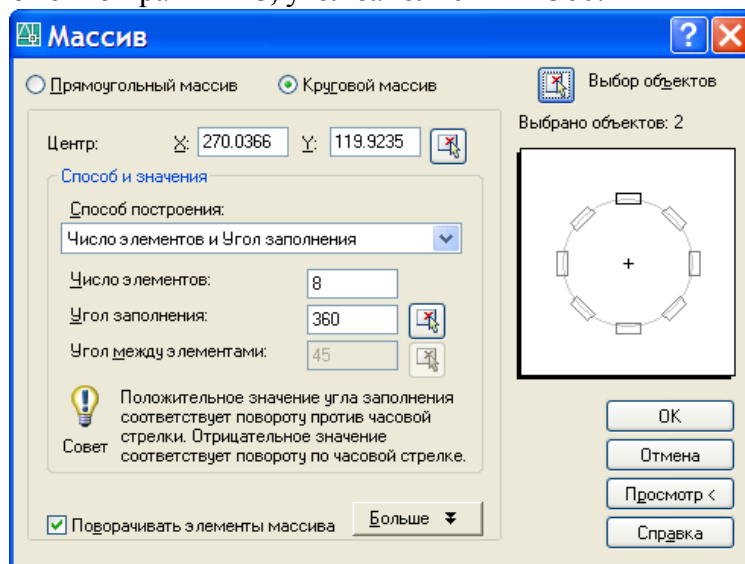 Массив
Прямоугольный массив
Круговой массив
Выбор объектов
Выбрано объектов: 2
Центр:
X: 270.0366
Y: 119.9235
Способ и значения
Способ построения:
Число элементов и Угол заполнения
Число элементов:
8
Угол заполнения:
360
Угол между элементами:
45
Совет
Положительное значение угла заполнения
соответствует повороту против часовой
стрелки. Отрицательное значение
соответствует повороту по часовой стрелке.
Поворачивать элементы массива
Больше
OK
Отмена
Просмотр <
Справка